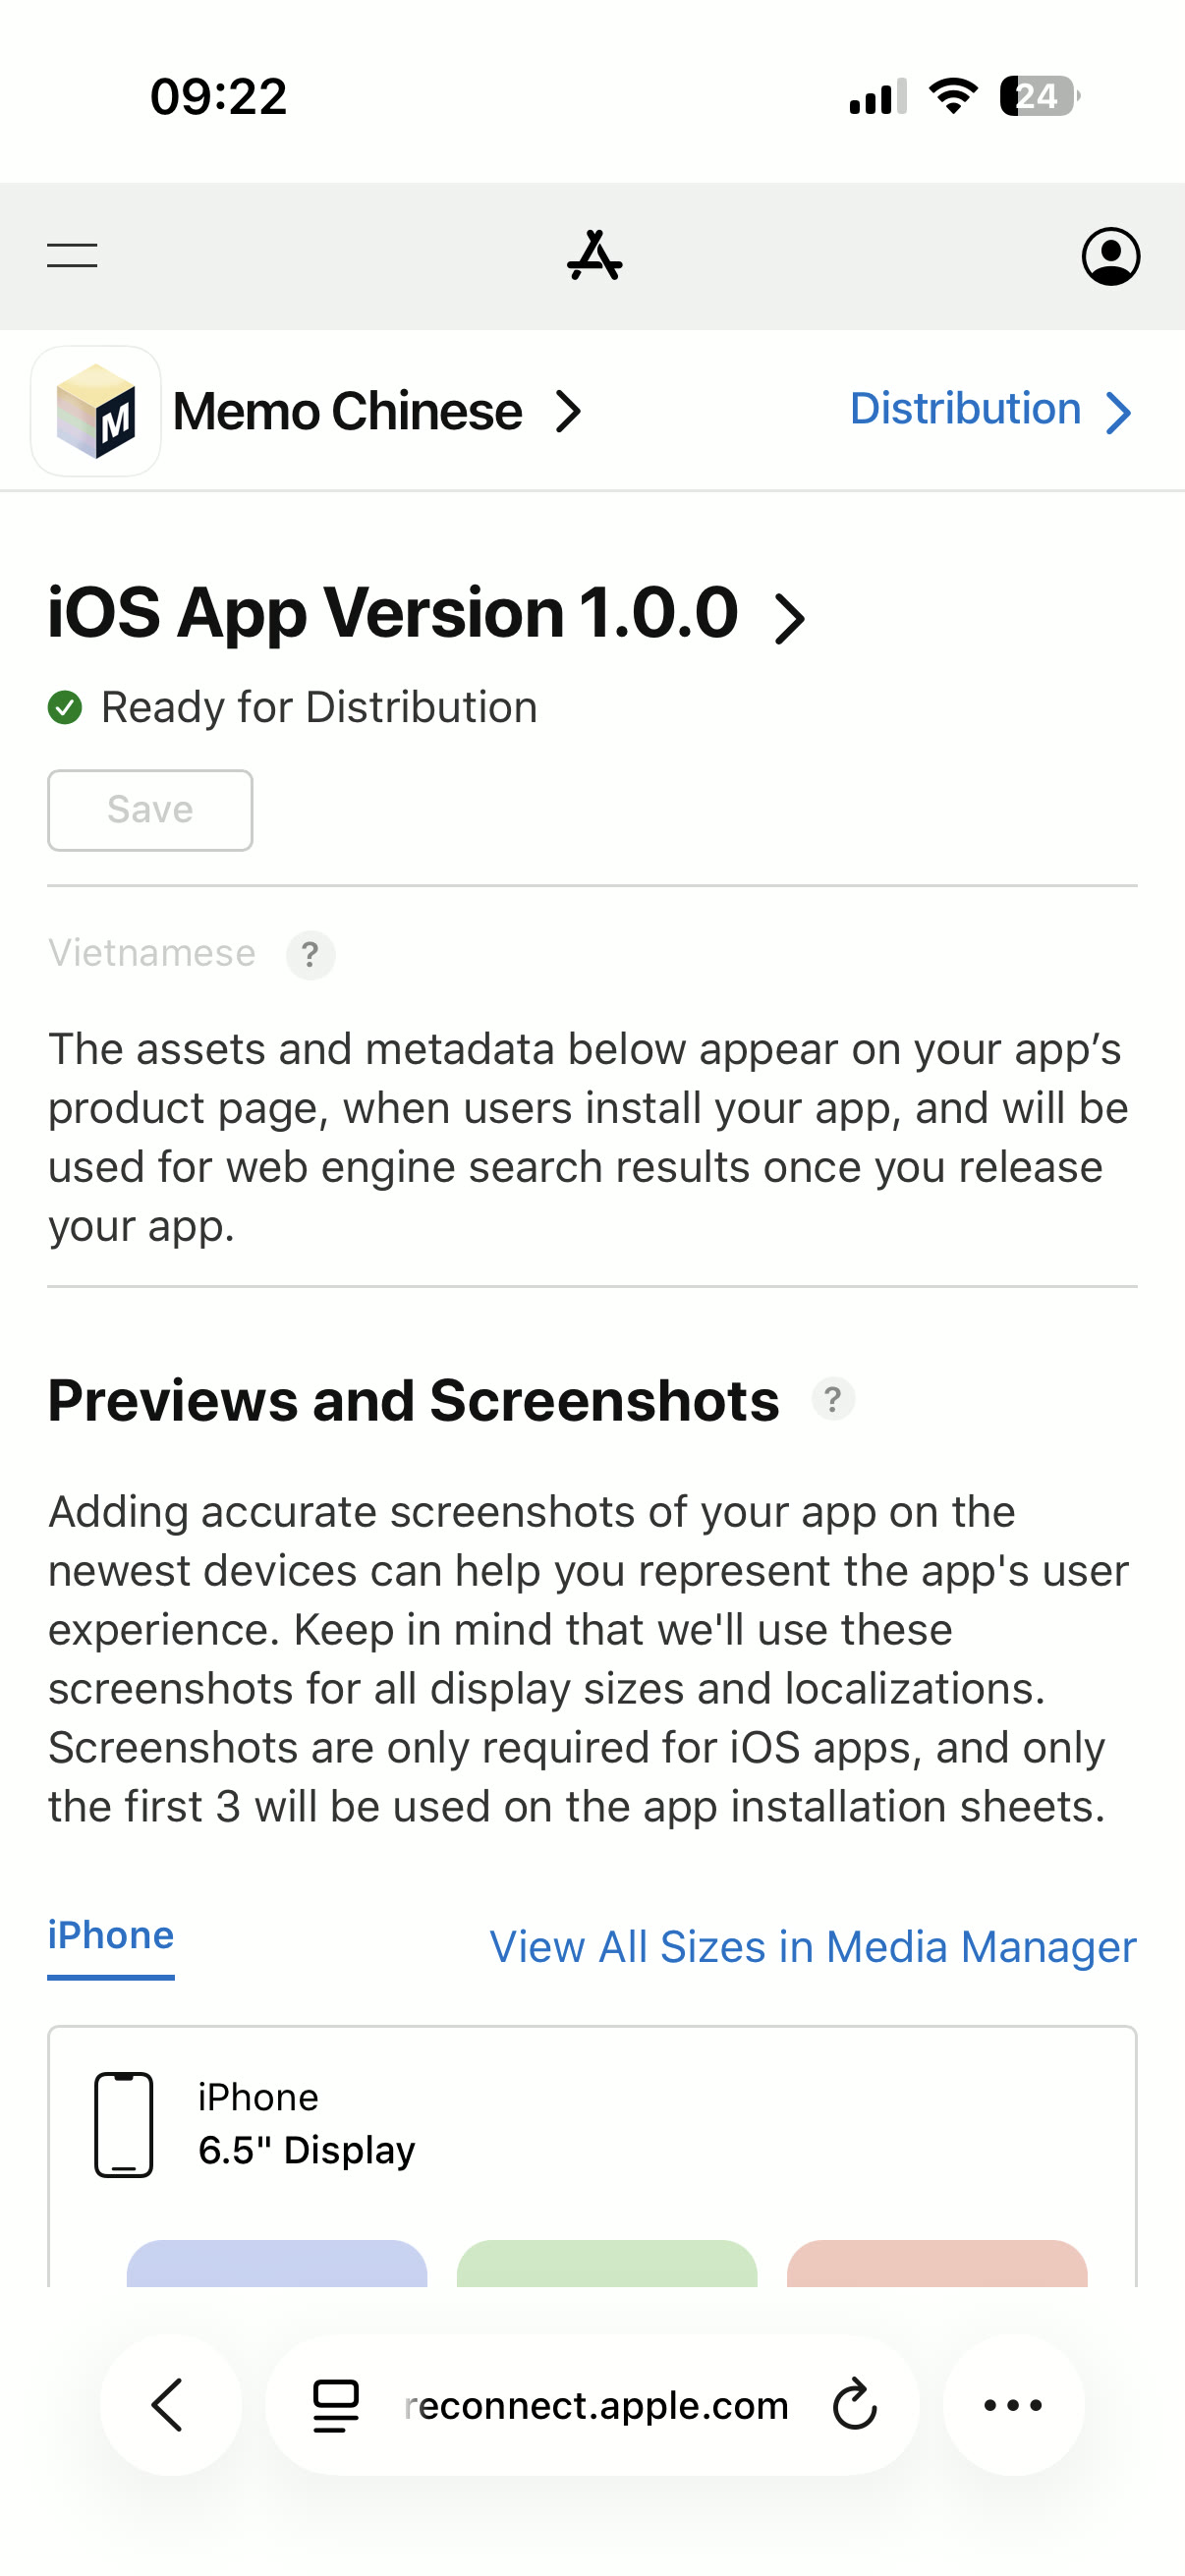 09:22
24
M
Memo Chinese
Distribution
iOS App Version 1.0.0
Ready for Distribution
Save
Vietnamese ?
The assets and metadata below appear on your app’s
product page, when users install your app, and will be
used for web engine search results once you release
your app.
Previews and Screenshots ?
Adding accurate screenshots of your app on the
newest devices can help you represent the app's user
experience. Keep in mind that we'll use these
screenshots for all display sizes and localizations.
Screenshots are only required for iOS apps, and only
the first 3 will be used on the app installation sheets.
iPhone
View All Sizes in Media Manager
iPhone
6.5" Display
reconnect.apple.com